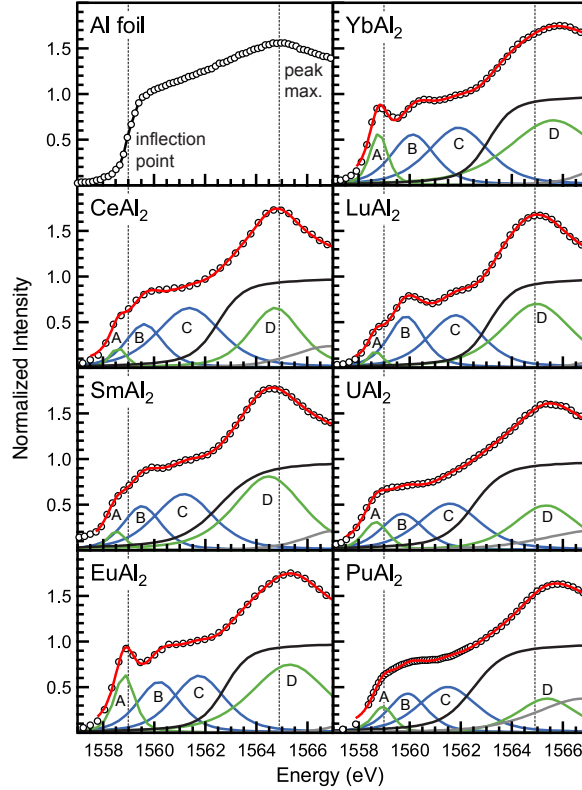 Al foil
YbAl2
1.5
peak
max.
1.0
inflection
point
0.5
A
B
C
D
CeAl2
LuAl2
1.5
1.0
0.5
A
B
C
D
A
B
C
D
SmAl2
UAl2
1.5
1.0
0.5
A
B
C
D
A
B
C
D
EuAl2
PuAl2
1.5
1.0
0.5
A
B
C
D
A
B
C
D
1558 1560 1562 1564 1566 1558 1560 1562 1564 1566
Energy (eV)
Normalized Intensity